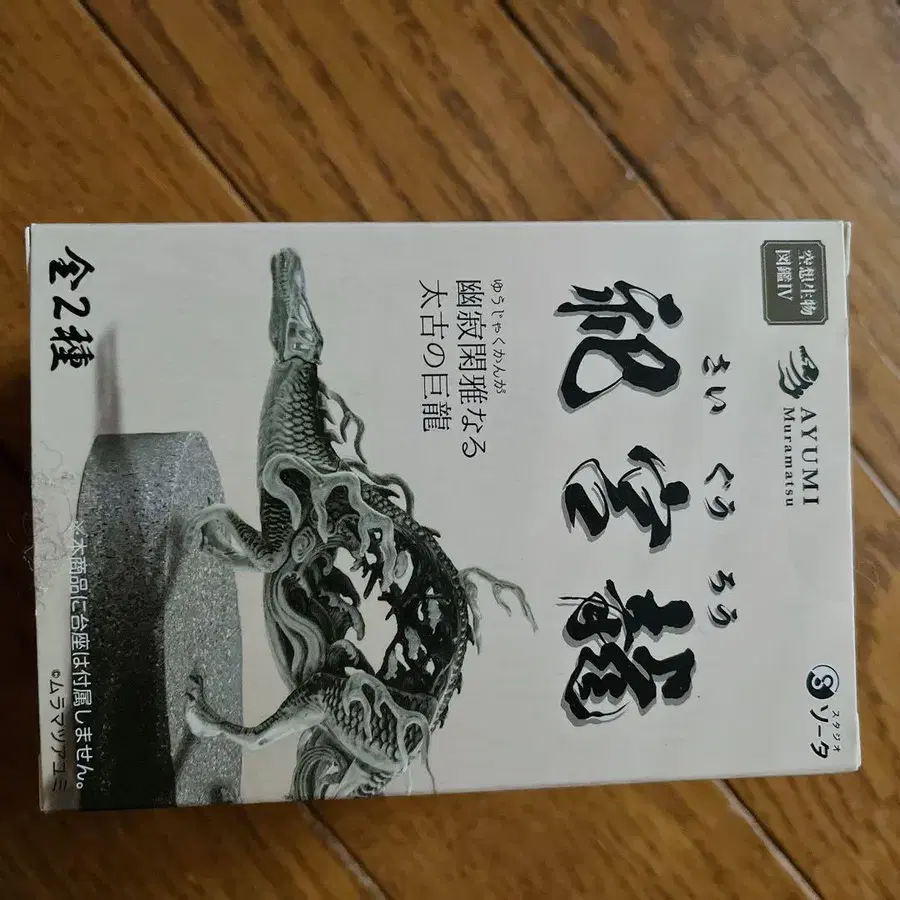 空想生物
図鑑Ⅳ
AYUMI
Muramatsu
スタジオ
ソータ
さい ぐう ろう
祀宮龍
ゆうじゃくかんが
幽寂閑雅なる
太古の巨龍
全2種
※本商品に台座は付属しません。
©ムラマツアユミ